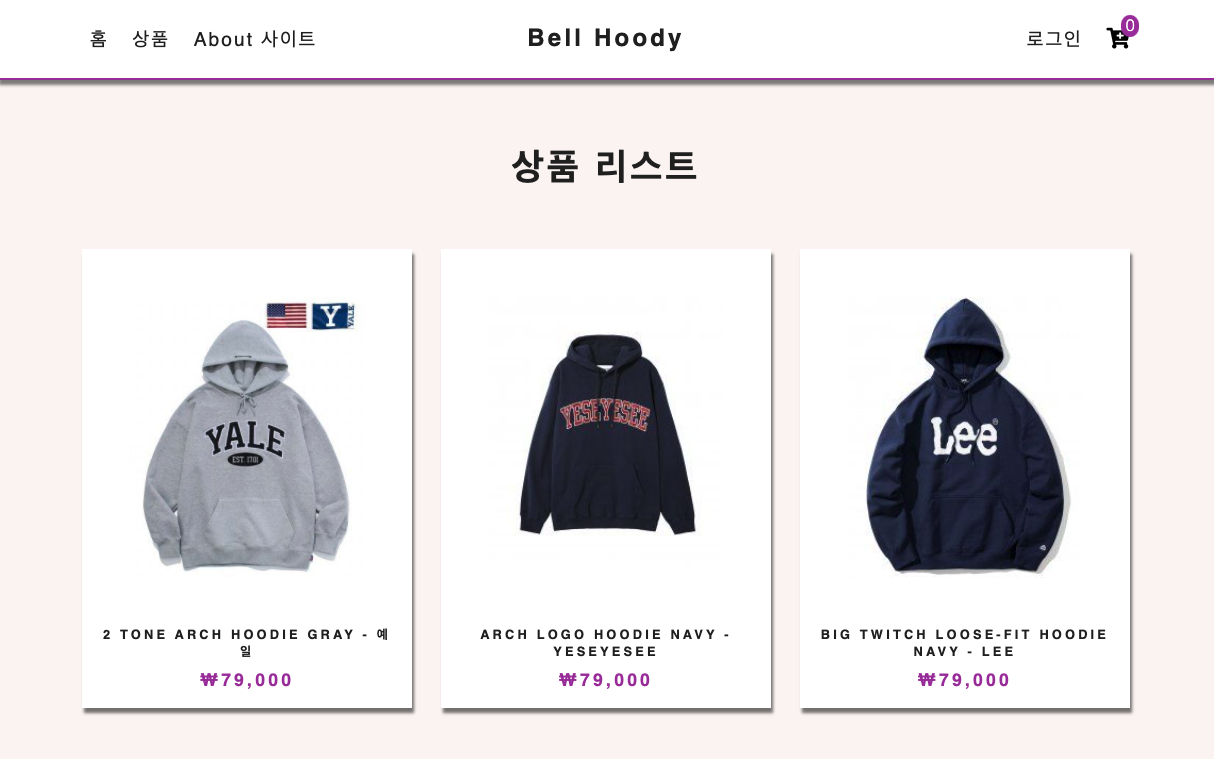 홈 상품 About 사이트 Bell Hoody 로그인 0
상품 리스트
Y YALE
YALE
EST. 1701
YESEYESEE
Lee
2 TONE ARCH HOODIE GRAY - 예
일
₩79,000
ARCH LOGO HOODIE NAVY -
YESEYESEE
₩79,000
BIG TWITCH LOOSE-FIT HOODIE
NAVY - LEE
₩79,000